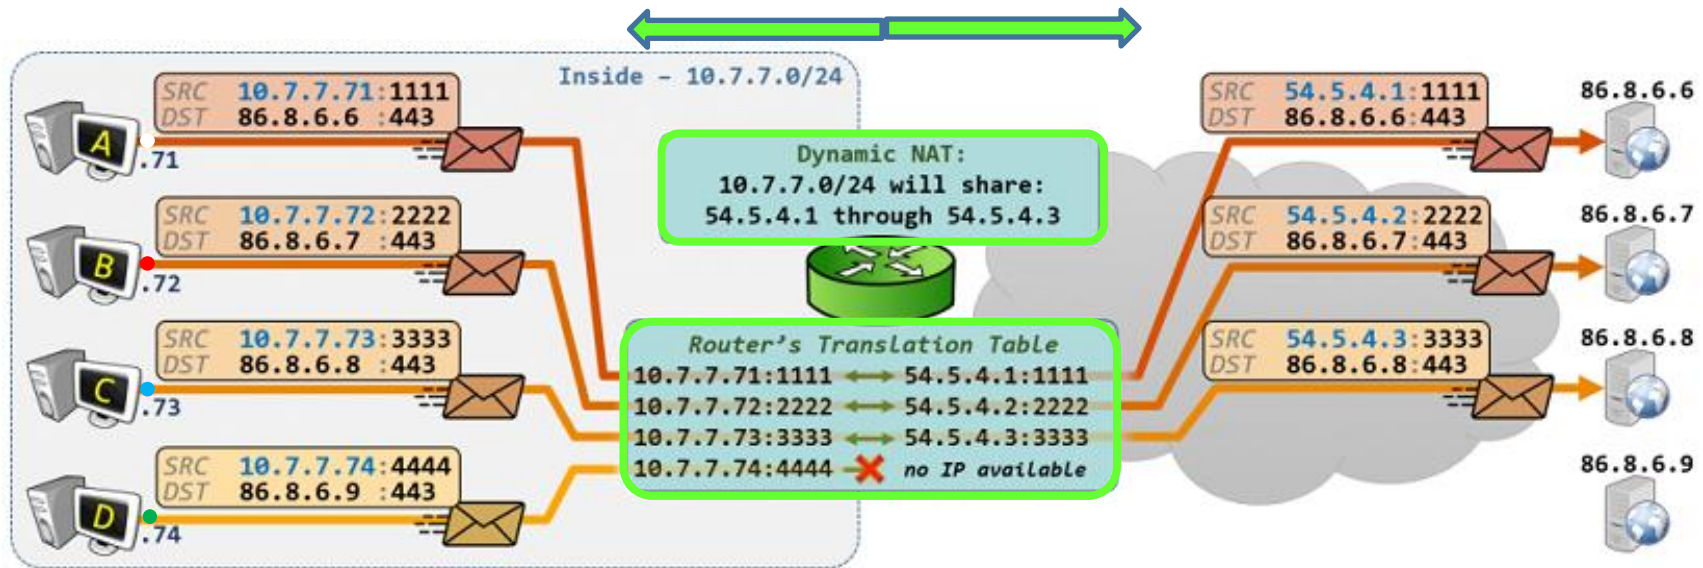 Inside – 10.7.7.0/24
SRC 10.7.7.71:1111
DST 86.8.6.6 :443
A
.71
SRC 10.7.7.72:2222
DST 86.8.6.7 :443
B
.72
SRC 10.7.7.73:3333
DST 86.8.6.8 :443
C
.73
SRC 10.7.7.74:4444
DST 86.8.6.9 :443
D
.74
Dynamic NAT:
10.7.7.0/24 will share:
54.5.4.1 through 54.5.4.3
Router's Translation Table
10.7.7.71:1111 ↔ 54.5.4.1:1111
10.7.7.72:2222 ↔ 54.5.4.2:2222
10.7.7.73:3333 ↔ 54.5.4.3:3333
10.7.7.74:4444 no IP available
SRC 54.5.4.1:1111
DST 86.8.6.6:443
86.8.6.6
SRC 54.5.4.2:2222
DST 86.8.6.7:443
86.8.6.7
SRC 54.5.4.3:3333
DST 86.8.6.8:443
86.8.6.8
86.8.6.9